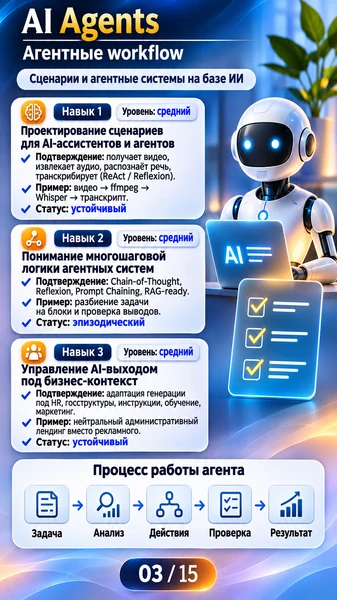 AI Agents
Агентные workflow
Сценарии и агентные системы на базе ИИ
Навык 1
Уровень: средний
Проектирование сценариев
для AI-ассистентов и агентов
Подтверждение: получает видео,
извлекает аудио, распознаёт речь,
транскрибирует (ReAct / Reflexion).
Пример: видео → ffmpeg →
Whisper → транскрипт.
Статус: устойчивый
Навык 2
Уровень: средний
Понимание многошаговой
логики агентных систем
Подтверждение: Chain-of-Thought,
Reflexion, Prompt Chaining, RAG-ready.
Пример: разбиение задачи
на блоки и проверка выводов.
Статус: эпизодический
Навык 3
Уровень: средний
Управление AI-выходом
под бизнес-контекст
Подтверждение: адаптация генерации
под HR, госструктуры, инструкции, обучение,
маркетинг.
Пример: нейтральный административный
лендинг вместо рекламного.
Статус: устойчивый
AI
Процесс работы агента
Задача
Анализ
Действия
Проверка
Результат
03 / 15